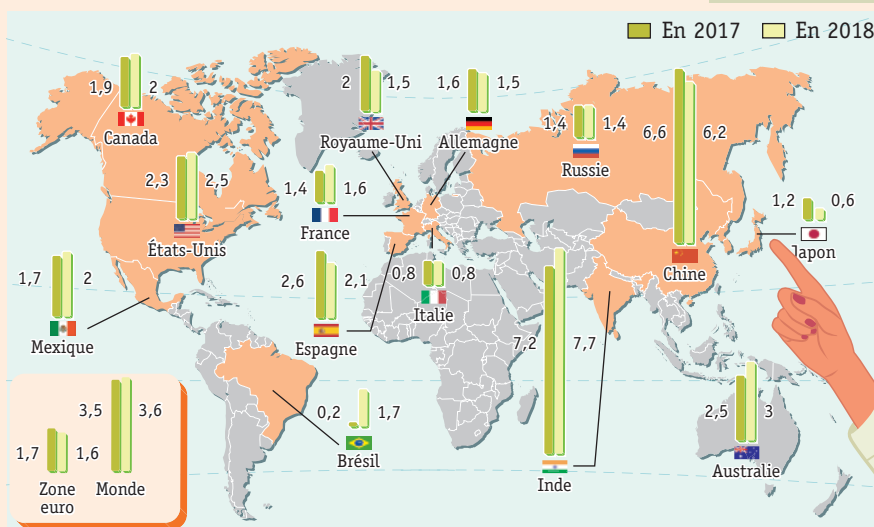 En 2017 En 2018
1,9 2
Canada
2 1,5
Royaume-Uni
1,6 1,5
Allemagne
1,4 1,4
Russie
6,6 6,2
Chine
1,2 0,6
Japon
2,3 2,5
États-Unis
1,4 1,6
France
1,7 2
Mexique
2,6 2,1
Espagne
0,8 0,8
Italie
7,2 7,7
Inde
0,2 1,7
Brésil
2,5 3
Australie
1,7 1,6
Zone
euro
3,5 3,6
Monde